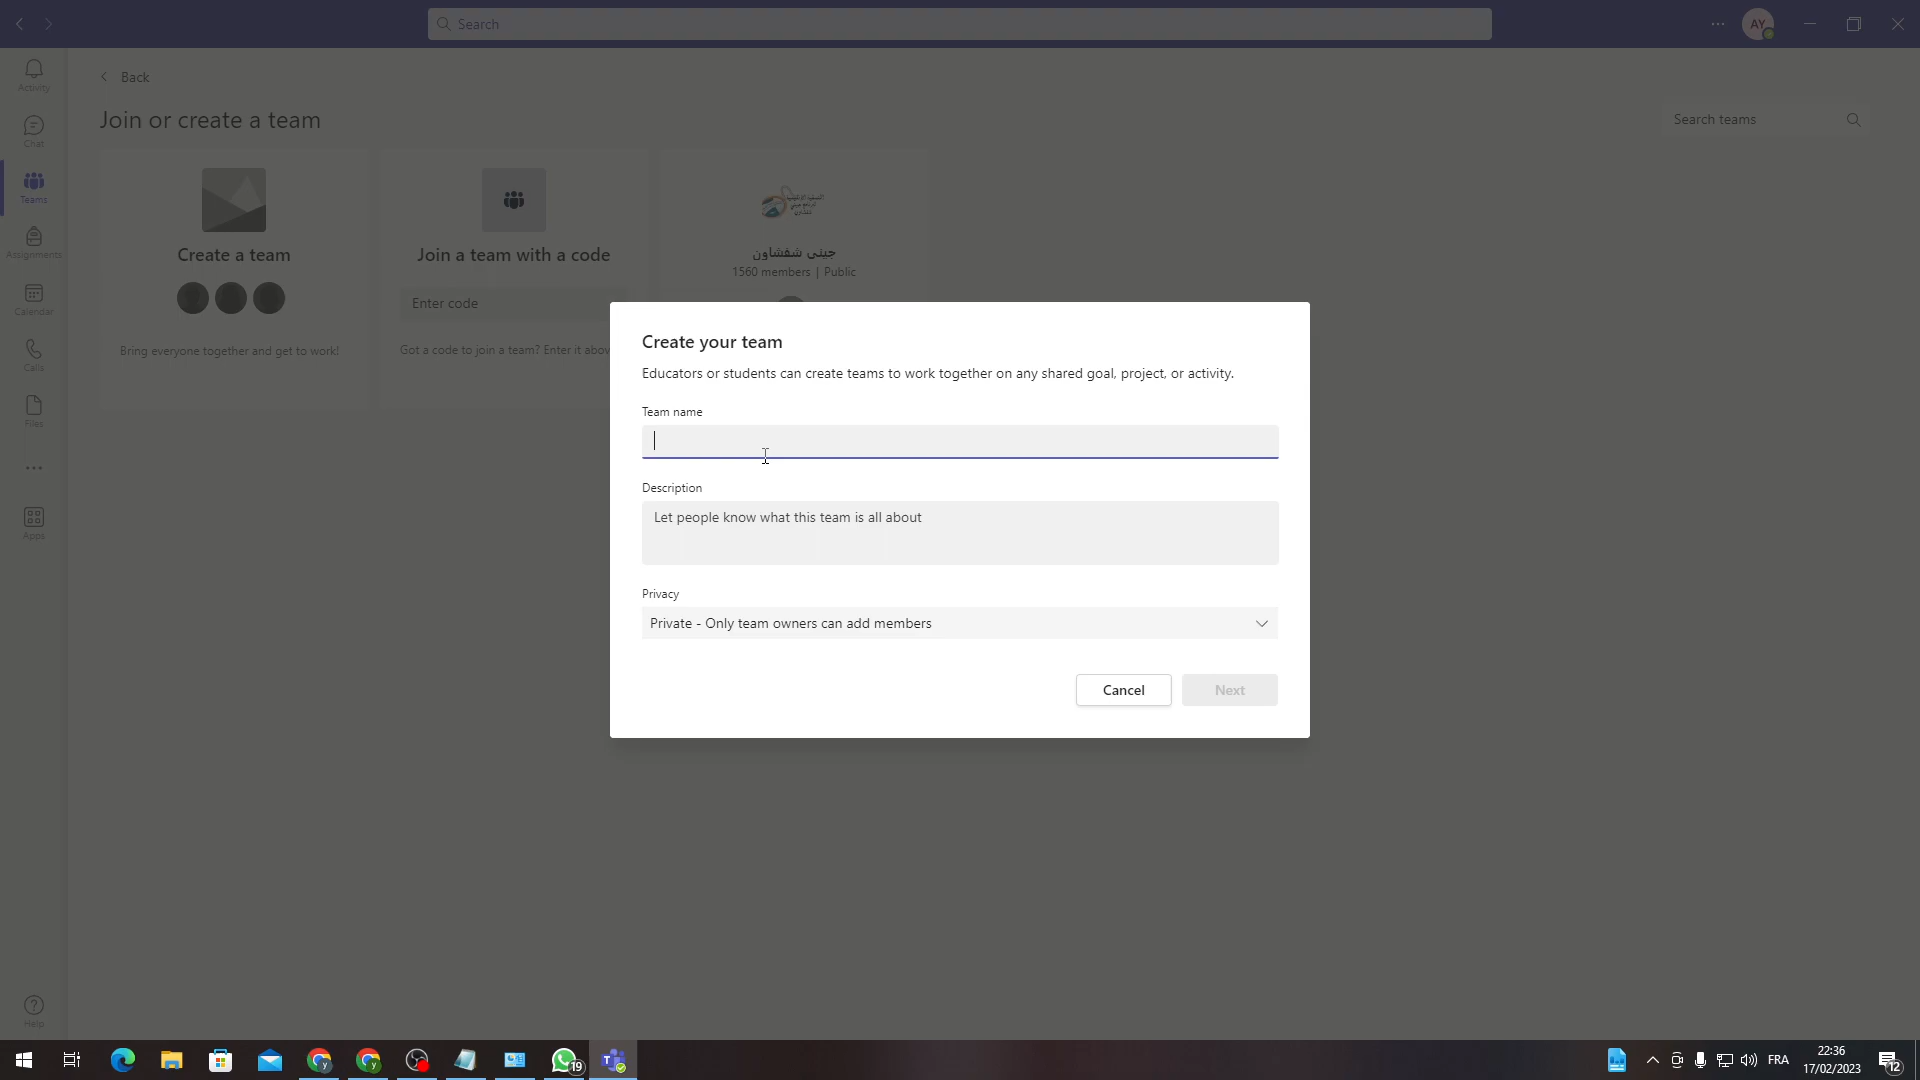 Search
AY
Activity
Chat
Teams
Assignments
Calendar
Calls
Files
Apps
Help
Back
Join or create a team
Search teams
Create a team
Bring everyone together and get to work!
Join a team with a code
Enter code
Got a code to join a team? Enter it abov
جيني شفشاون
1560 members | Public
Create your team
Educators or students can create teams to work together on any shared goal, project, or activity.
Team name
Description
Let people know what this team is all about
Privacy
Private - Only team owners can add members
Cancel
Next
19
FRA
22:36
17/02/2023
12